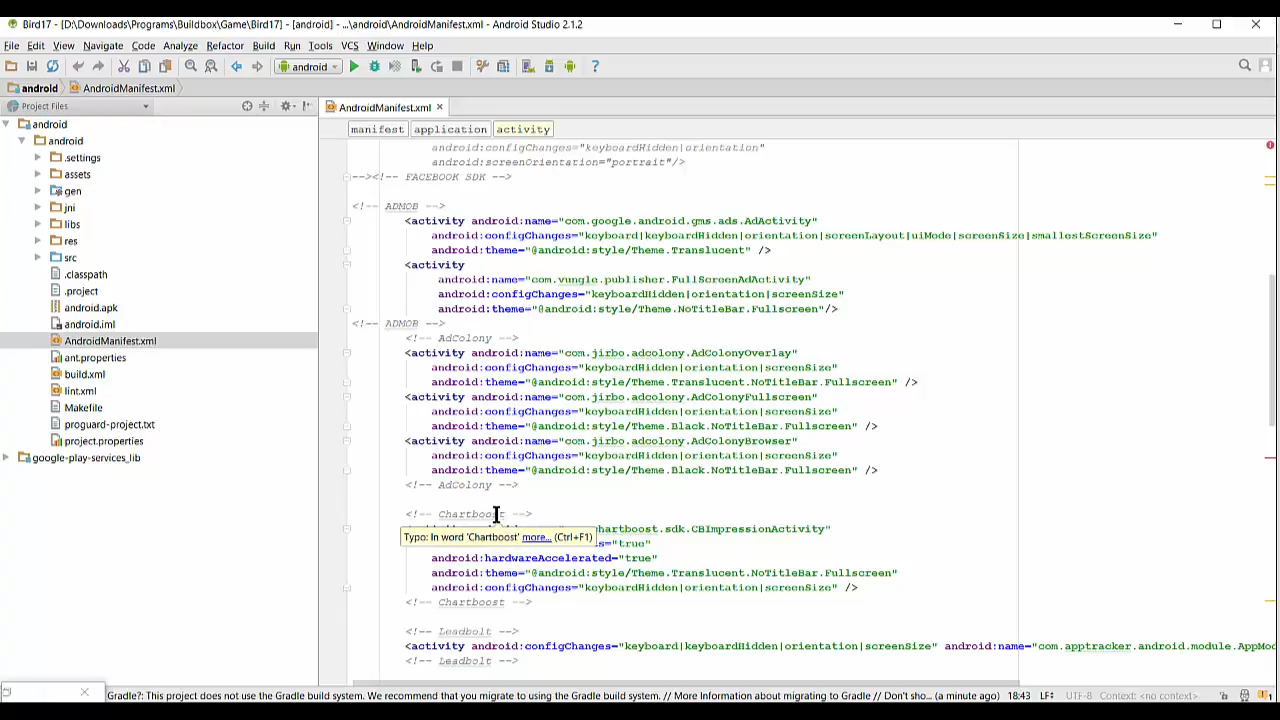 Bird17 - [D:\Downloads\Programs\Buildbox\Game\Bird17] - [android] - ...\android\AndroidManifest.xml - Android Studio 2.1.2
File Edit View Navigate Code Analyze Refactor Build Run Tools VCS Window Help
android
android AndroidManifest.xml
Project Files
AndroidManifest.xml
manifest application activity
android
android
.settings
assets
gen
jni
libs
res
src
.classpath
.project
android.apk
android.iml
AndroidManifest.xml
ant.properties
build.xml
lint.xml
Makefile
proguard-project.txt
project.properties
google-play-services_lib
android:configChanges="keyboardHidden|orientation"
android:screenOrientation="portrait"/>
--><!-- FACEBOOK SDK -->
<!-- ADMOB -->
<activity android:name="com.google.android.gms.ads.AdActivity"
android:configChanges="keyboard|keyboardHidden|orientation|screenLayout|uiMode|screenSize|smallestScreenSize"
android:theme="@android:style/Theme.Translucent" />
<activity
android:name="com.vungle.publisher.FullScreenAdActivity"
android:configChanges="keyboardHidden|orientation|screenSize"
android:theme="@android:style/Theme.NoTitleBar.Fullscreen"/>
<!-- ADMOB -->
<!-- AdColony -->
<activity android:name="com.jirbo.adcolony.AdColonyOverlay"
android:configChanges="keyboardHidden|orientation|screenSize"
android:theme="@android:style/Theme.Translucent.NoTitleBar.Fullscreen" />
<activity android:name="com.jirbo.adcolony.AdColonyFullscreen"
android:configChanges="keyboardHidden|orientation|screenSize"
android:theme="@android:style/Theme.Black.NoTitleBar.Fullscreen" />
<activity android:name="com.jirbo.adcolony.AdColonyBrowser"
android:configChanges="keyboardHidden|orientation|screenSize"
android:theme="@android:style/Theme.Black.NoTitleBar.Fullscreen" />
<!-- AdColony -->
<!-- Chartboost -->
chartboost.sdk.CBImpressionActivity"
Typo: In word 'Chartboost' more... (Ctrl+F1)
="true"
android:hardwareAccelerated="true"
android:theme="@android:style/Theme.Translucent.NoTitleBar.Fullscreen"
android:configChanges="keyboardHidden|orientation|screenSize" />
<!-- Chartboost -->
<!-- Leadbolt -->
<activity android:configChanges="keyboard|keyboardHidden|orientation|screenSize" android:name="com.apptracker.android.module.AppMod
<!-- Leadbolt -->
Gradle?: This project does not use the Gradle build system. We recommend that you migrate to using the Gradle build system. // More Information about migrating to Gradle // Don't sho... (a minute ago) 18:43 LF UTF-8 Context: <no context>